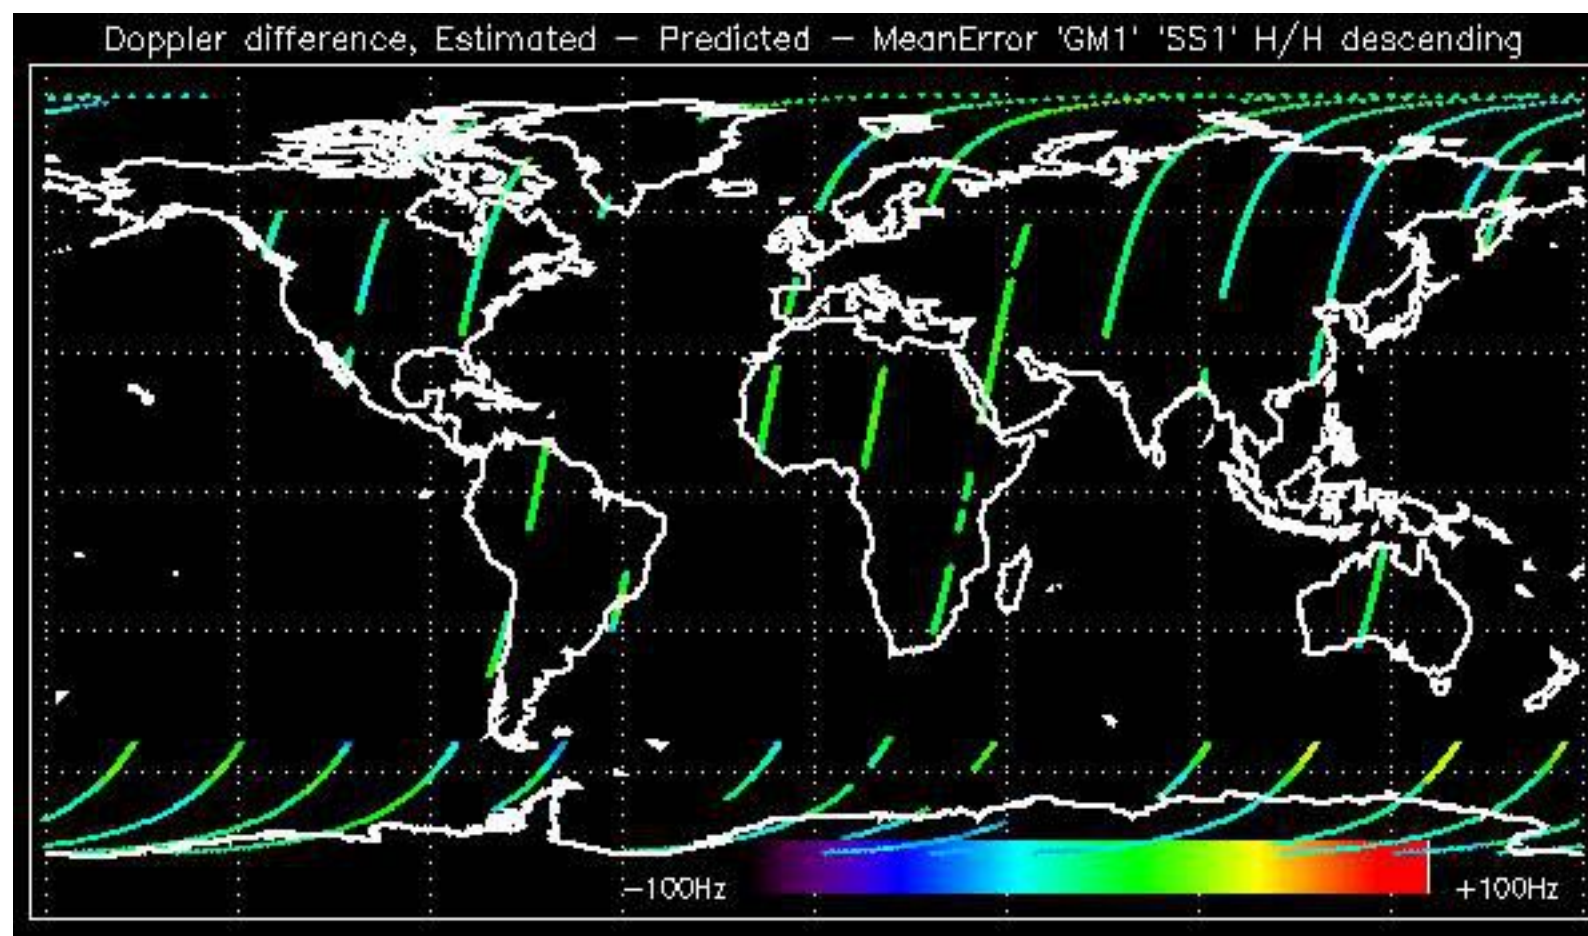 Doppler difference, Estimated – Predicted – MeanError 'GM1' 'SS1' H/H descending
–100Hz
+100Hz